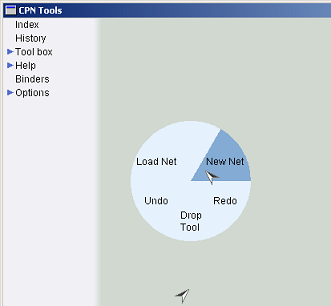 CPN Tools
Index
History
Tool box
Help
Binders
Options
Load Net
New Net
Undo
Redo
Drop
Tool